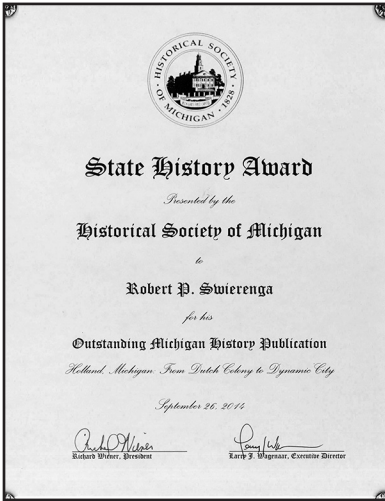 HISTORICAL SOCIETY
OF MICHIGAN · 1828 ·
State History Award
Presented by the
Historical Society of Michigan
to
Robert P. Swierenga
for his
Outstanding Michigan History Publication
Holland, Michigan: From Dutch Colony to Dynamic City
September 26, 2014
Richard Wiener, President
Larry J. Wagenaar, Executive Director